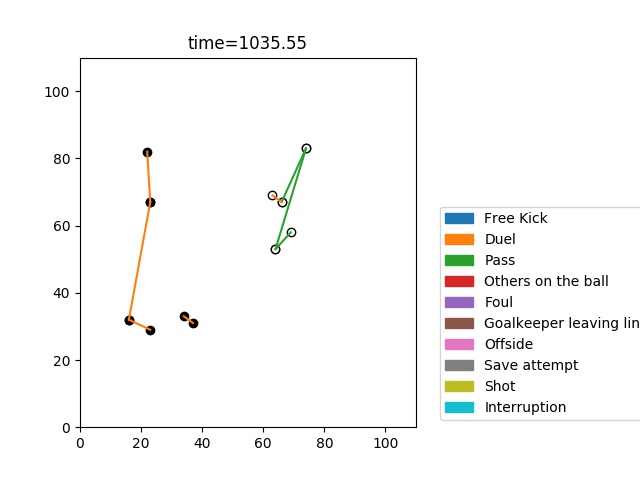 time=1035.55
100
80
60
40
20
0
0 20 40 60 80 100
Free Kick
Duel
Pass
Others on the ball
Foul
Goalkeeper leaving lin
Offside
Save attempt
Shot
Interruption